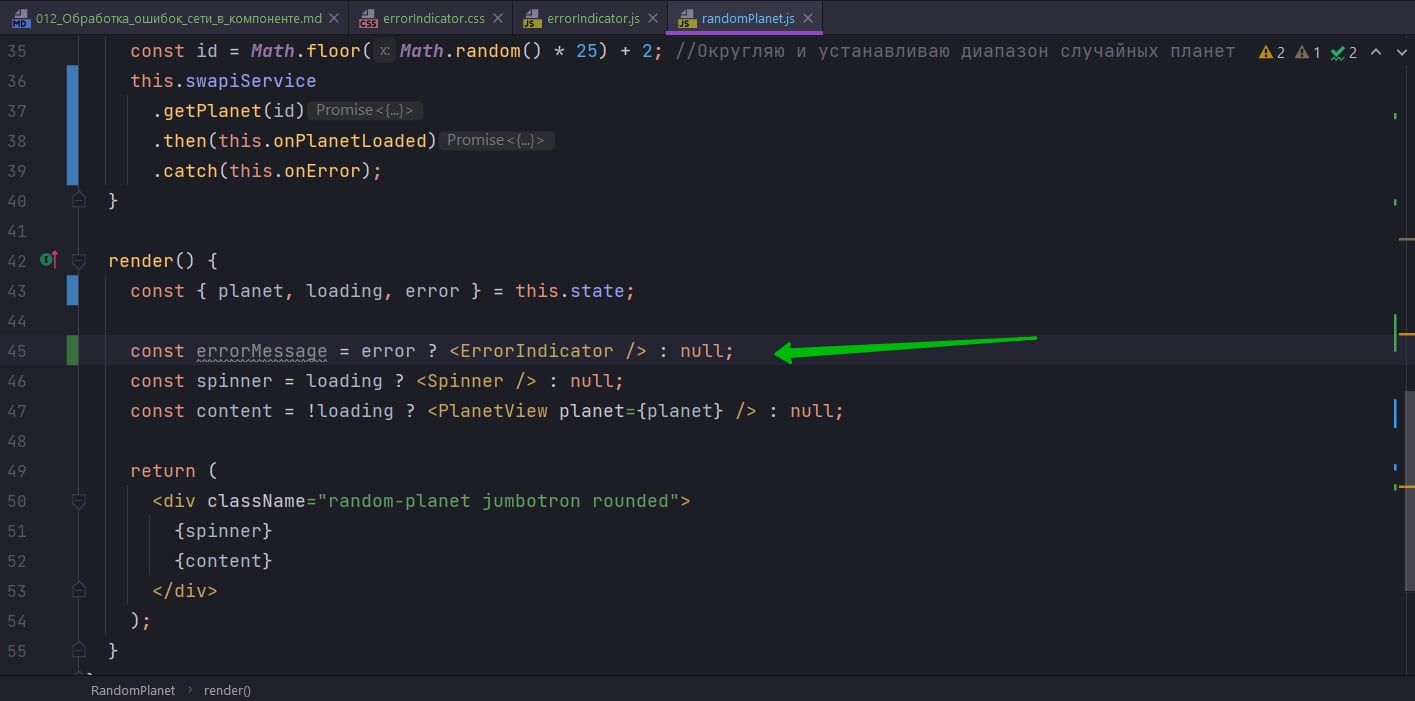 012_Обработка_ошибок_сети_в_компоненте.md errorIndicator.css errorIndicator.js randomPlanet.js
35 const id = Math.floor( x: Math.random() * 25) + 2; //Округляю и устанавливаю диапазон случайных планет 2 1 2
36 this.swapiService
37 .getPlanet(id) Promise<{...}>
38 .then(this.onPlanetLoaded) Promise<{...}>
39 .catch(this.onError);
40 }
41
42 render() {
43 const { planet, loading, error } = this.state;
44
45 const errorMessage = error ? <ErrorIndicator /> : null;
46 const spinner = loading ? <Spinner /> : null;
47 const content = !loading ? <PlanetView planet={planet} /> : null;
48
49 return (
50 <div className="random-planet jumbotron rounded">
51 {spinner}
52 {content}
53 </div>
54 );
55 }
RandomPlanet › render()